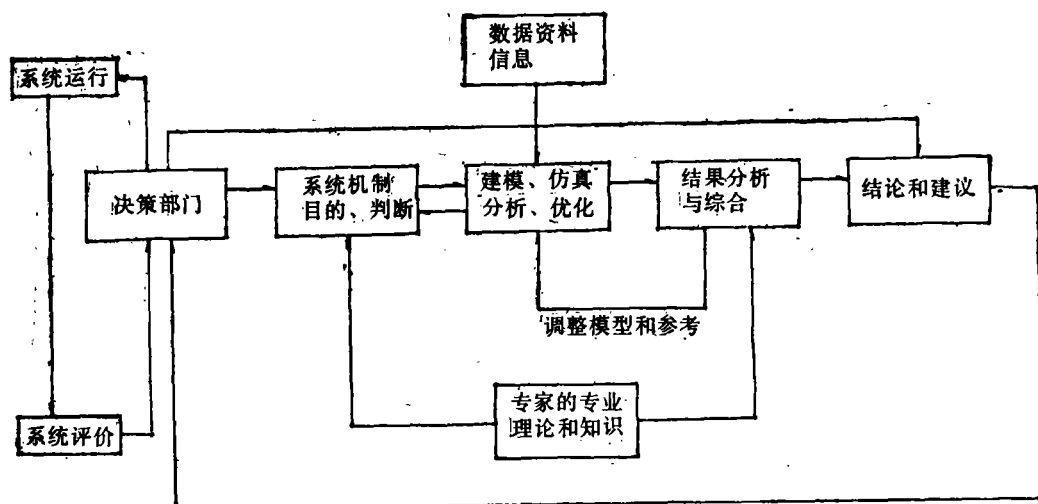 数据资料
信息
系统运行
决策部门
系统机制
目的、判断
建模、仿真
分析、优化
结果分析
与综合
结论和建议
调整模型和参考
专家的专业
理论和知识
系统评价